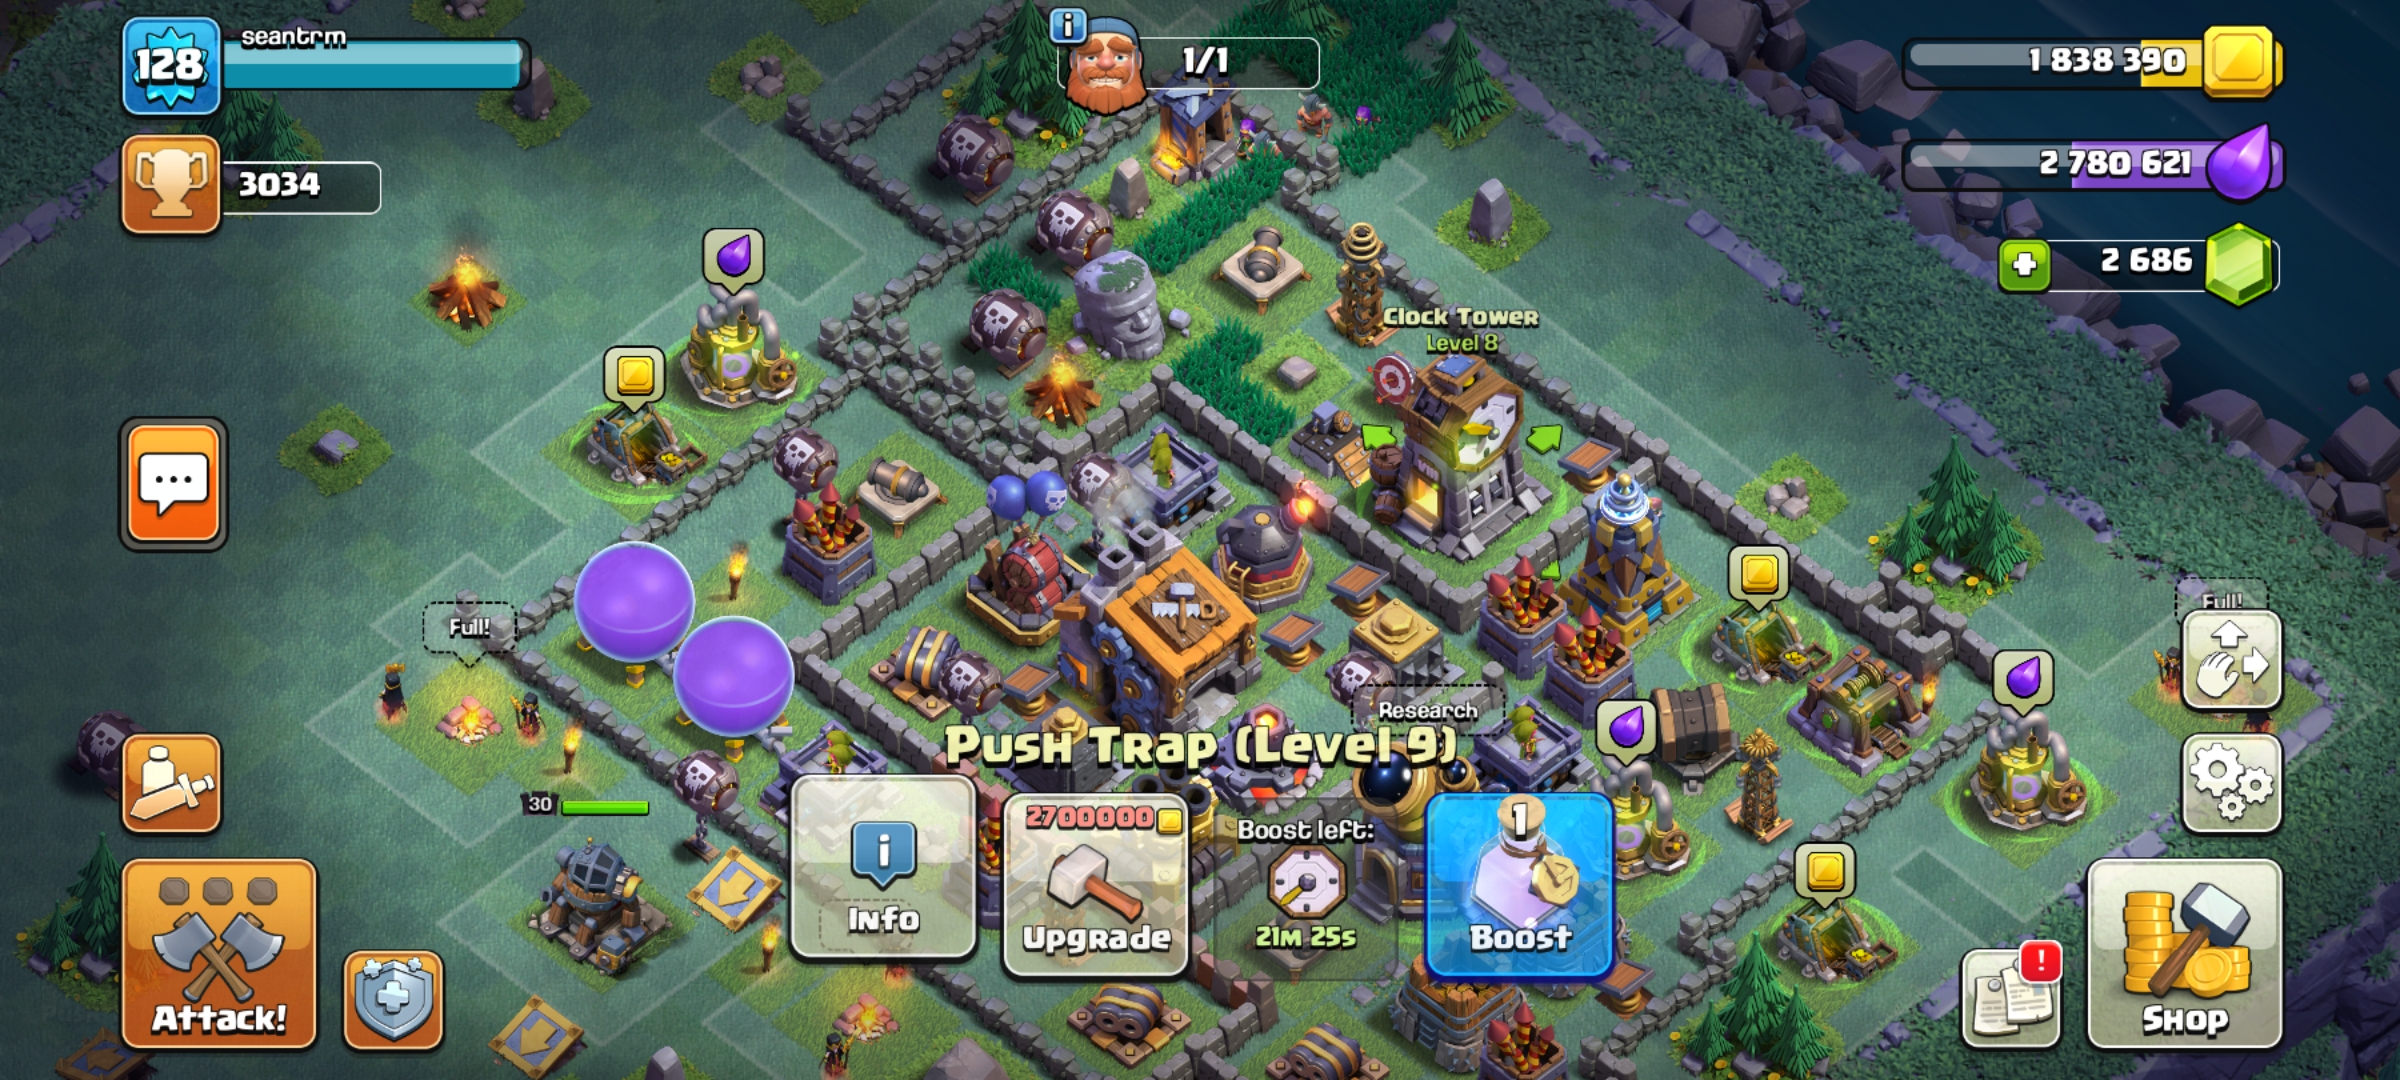 128
seantrm
3034
i
1/1
1 838 390
2 780 621
2 686
Clock Tower
Level 8
Full!
Full!
Research
Push Trap (Level 9)
30
i
Info
2700000
Upgrade
Boost left:
21m 25s
1
Boost
Attack!
!
Shop